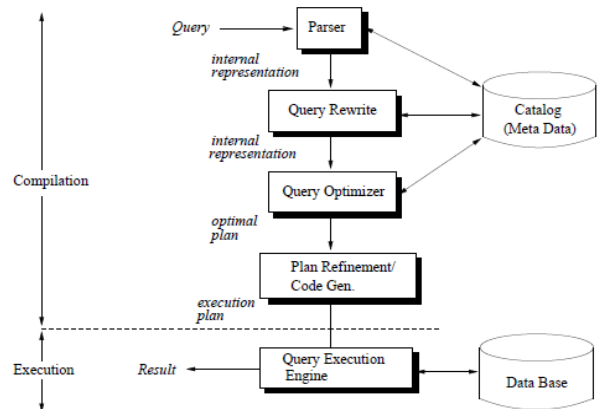 Query
Parser
internal
representation
Query Rewrite
Catalog
(Meta Data)
internal
representation
Compilation
Query Optimizer
optimal
plan
Plan Refinement/
Code Gen.
execution
plan
Query Execution
Engine
Execution
Result
Data Base